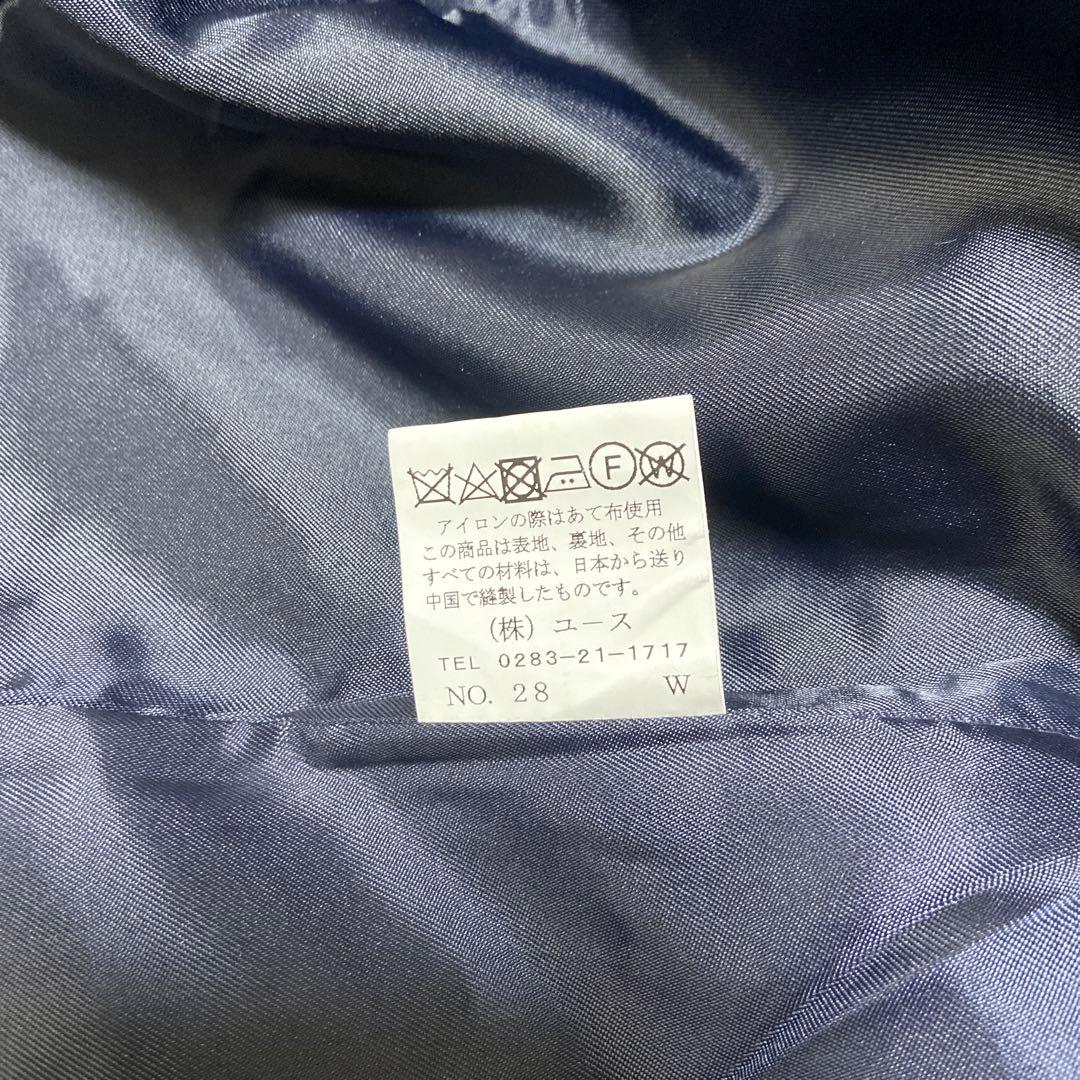 F W
アイロンの際はあて布使用
この商品は表地、裏地、その他
すべての材料は、日本から送り
中国で縫製したものです。
(株) ユース
TEL 0283-21-1717
NO. 28 W